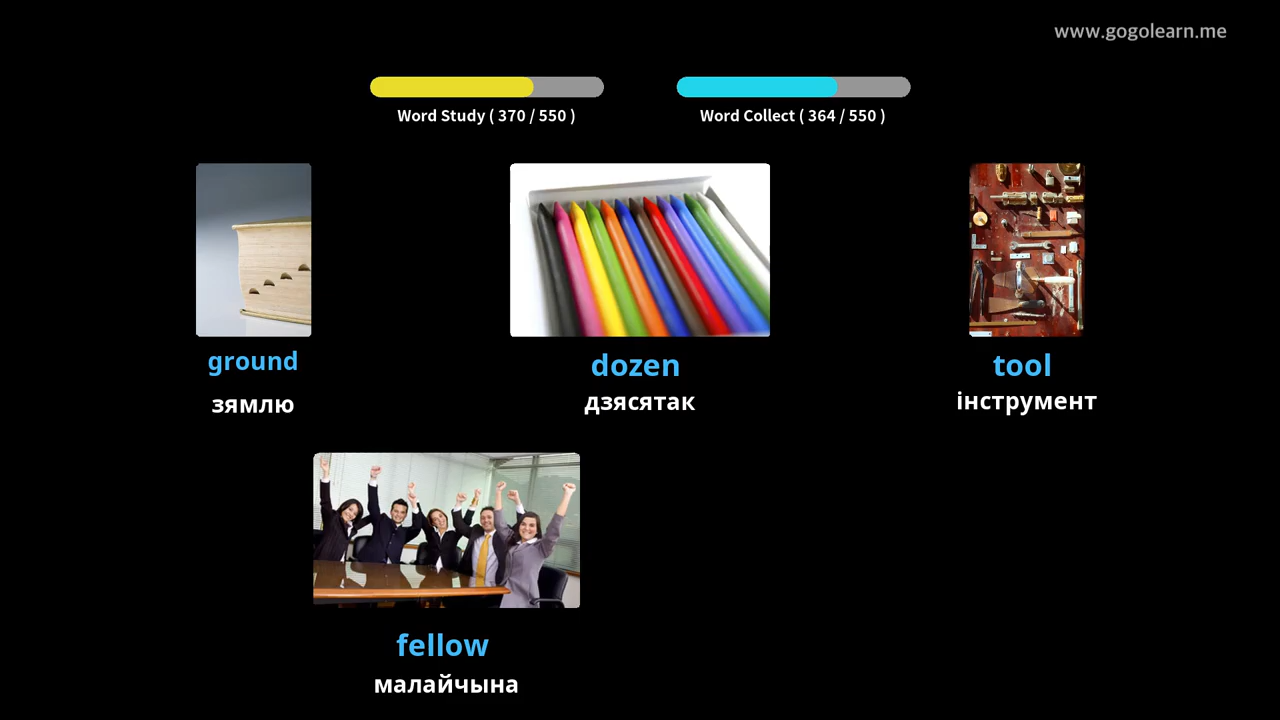 www.gogolearn.me
Word Study ( 370 / 550 )
Word Collect ( 364 / 550 )
ground
зямлю
dozen
дзясятак
tool
інструмент
fellow
малайчына